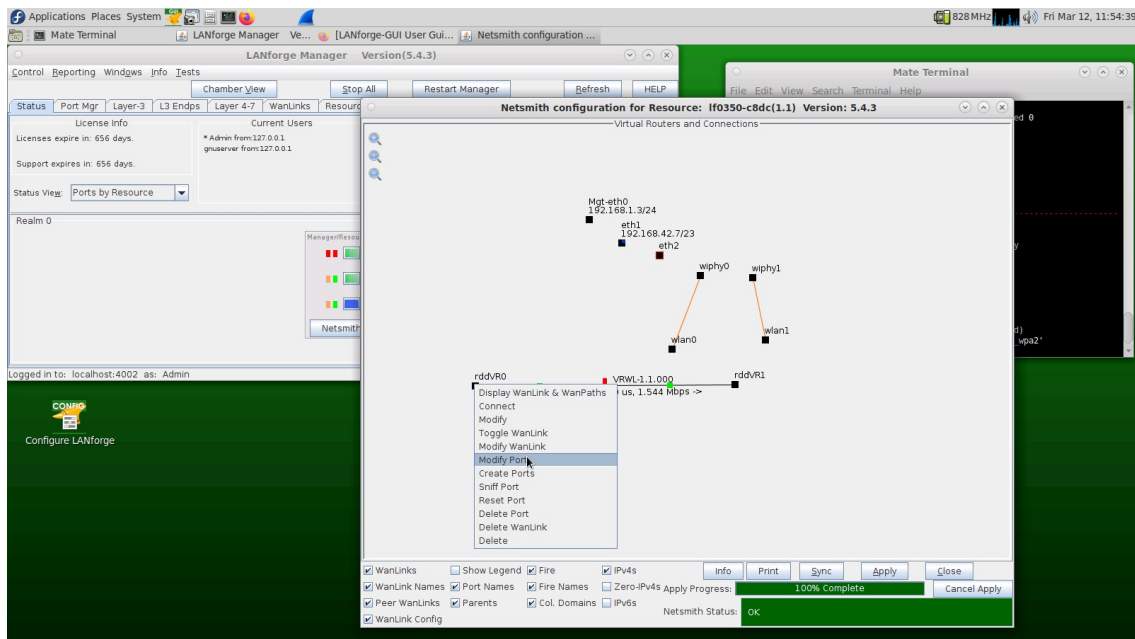 Applications Places System
828 MHz
Fri Mar 12, 11:54:39
Mate Terminal
LANforge Manager Ve...
[LANforge-GUI User Gui...
Netsmith configuration ...
LANforge Manager Version(5.4.3)
Control Reporting Windows Info Tests
Chamber View
Stop All
Restart Manager
Refresh
HELP
Status
Port Mgr
Layer-3
L3 Endps
Layer 4-7
WanLinks
Resourc
License Info
Current Users
Licenses expire in: 656 days.
* Admin from:127.0.0.1
gnuserver from:127.0.0.1
Support expires in: 656 days.
Status View:
Ports by Resource
Realm 0
Manager/Resou
Netsmith
Logged in to: localhost:4002 as: Admin
CONFIG
Configure LANforge
Mate Terminal
File Edit View Search Terminal Help
ed 0
y
d)
_wpa2'
Netsmith configuration for Resource: lf0350-c8dc(1.1) Version: 5.4.3
Virtual Routers and Connections
Mgt-eth0
192.168.1.3/24
eth1
192.168.42.7/23
eth2
wiphy0
wiphy1
wlan0
wlan1
rddVR0
VRWL-1.1.000
rddVR1
us, 1.544 Mbps ->
Display WanLink & WanPaths
Connect
Modify
Toggle WanLink
Modify WanLink
Modify Port
Create Ports
Sniff Port
Reset Port
Delete Port
Delete WanLink
Delete
WanLinks
Show Legend
Fire
IPv4s
Info
Print
Sync
Apply
Close
WanLink Names
Port Names
Fire Names
Zero-IPv4s
Apply Progress:
100% Complete
Cancel Apply
Peer WanLinks
Parents
Col. Domains
IPv6s
Netsmith Status:
OK
WanLink Config